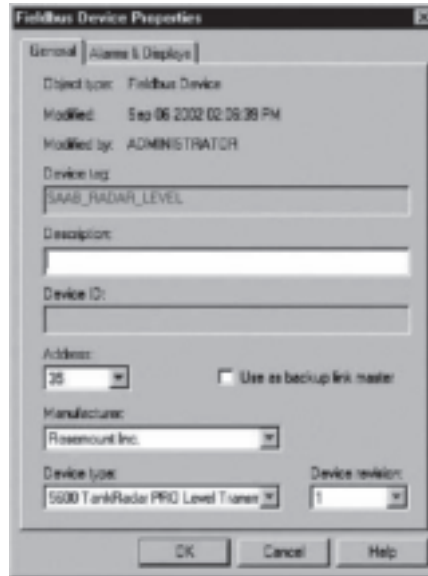 Fieldbus Device Properties
General Alarms & Displays
Object type: Fieldbus Device
Modified: Sep 06 2002 02:06:39 PM
Modified by: ADMINISTRATOR
Device tag:
SAAB_RADAR_LEVEL
Description:
Device ID:
Address:
35 Use as backup link master
Manufacturer:
Rosemount Inc.
Device type: Device revision:
5600 TankRadar PRO Level Transm 1
OK Cancel Help